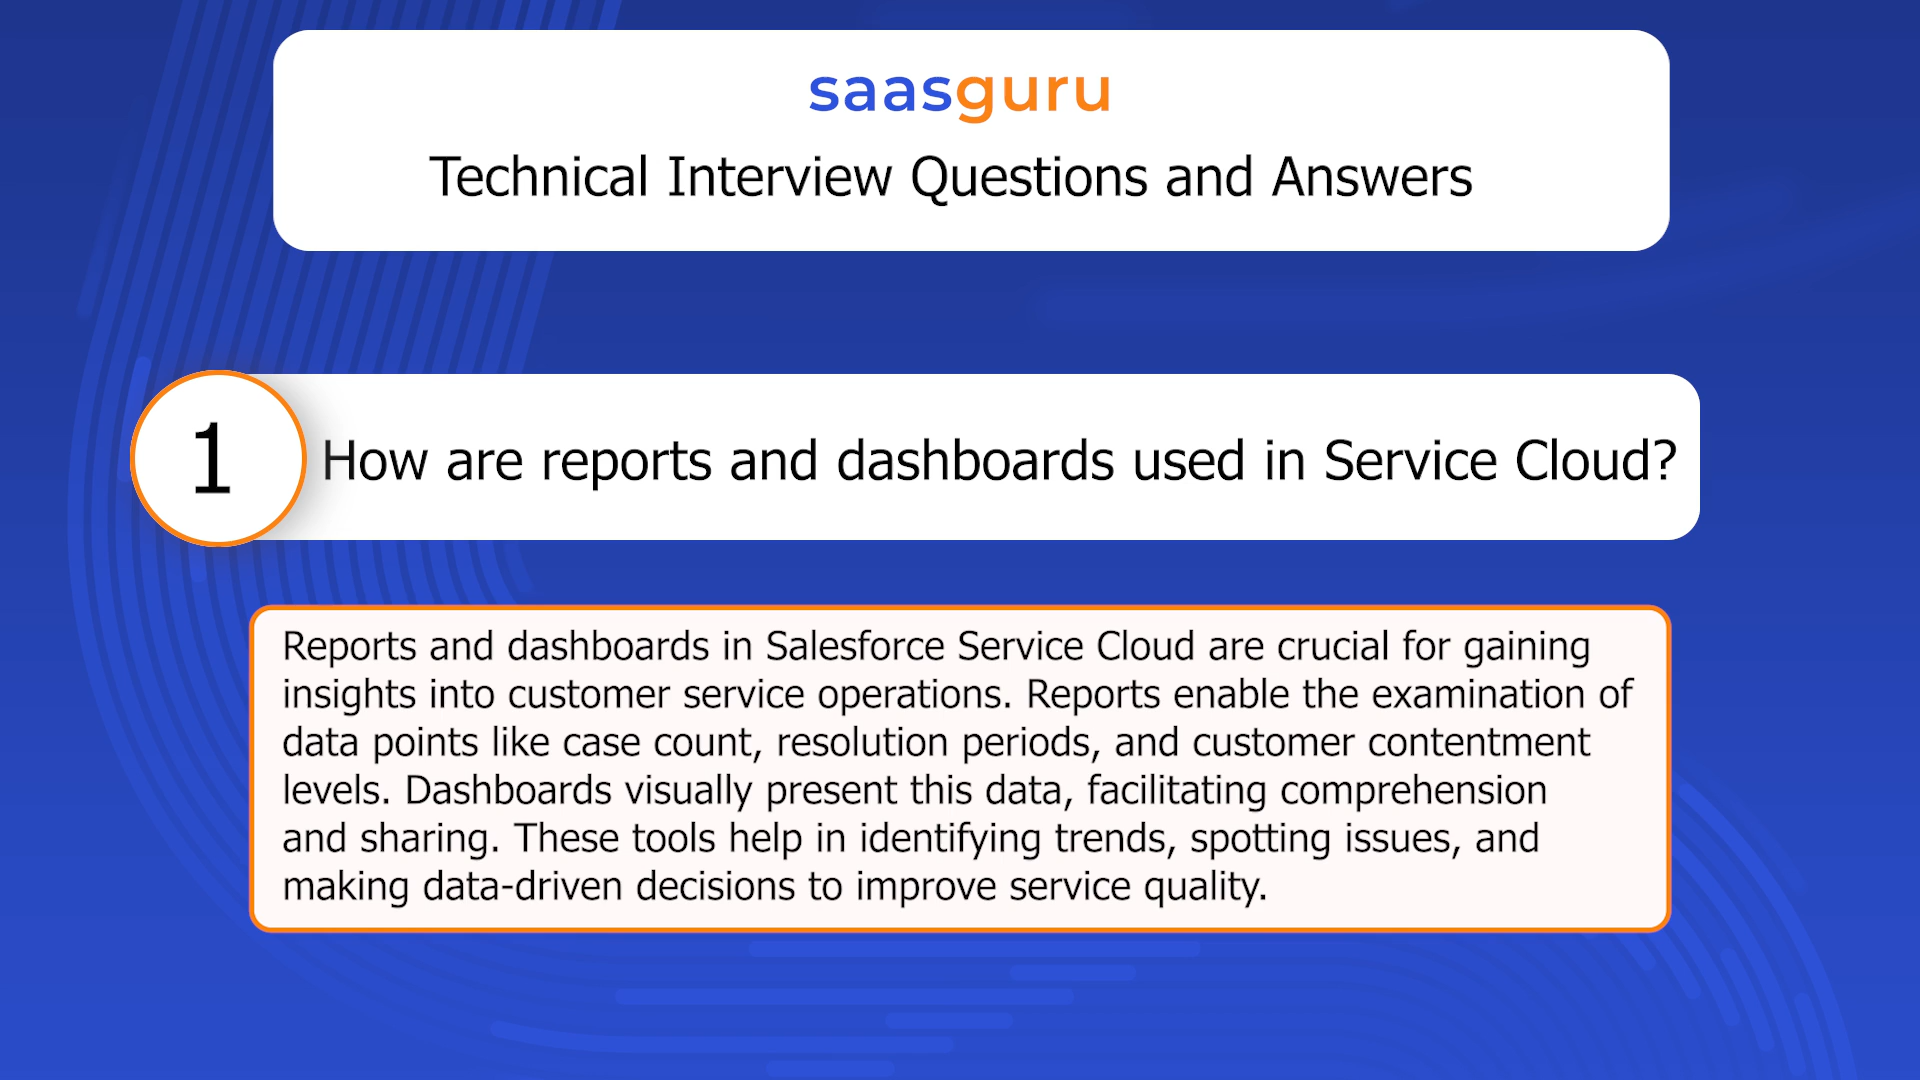 saasguru
Technical Interview Questions and Answers
1
How are reports and dashboards used in Service Cloud?
Reports and dashboards in Salesforce Service Cloud are crucial for gaining
insights into customer service operations. Reports enable the examination of
data points like case count, resolution periods, and customer contentment
levels. Dashboards visually present this data, facilitating comprehension
and sharing. These tools help in identifying trends, spotting issues, and
making data-driven decisions to improve service quality.